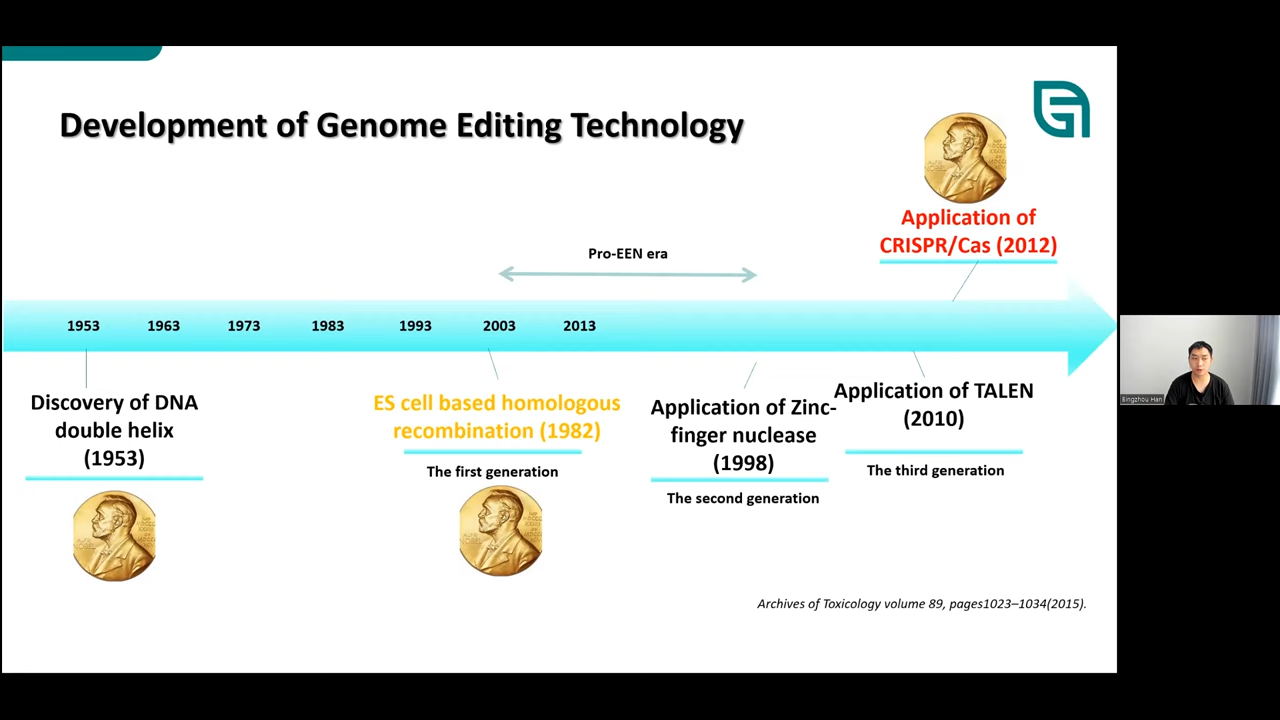 Development of Genome Editing Technology
Application of
CRISPR/Cas (2012)
Pro-EEN era
1953 1963 1973 1983 1993 2003 2013
Discovery of DNA
double helix
(1953)
ES cell based homologous
recombination (1982)
The first generation
Application of Zinc-
finger nuclease
(1998)
The second generation
Application of TALEN
(2010)
The third generation
Archives of Toxicology volume 89, pages1023–1034(2015).
Bingzhou Han